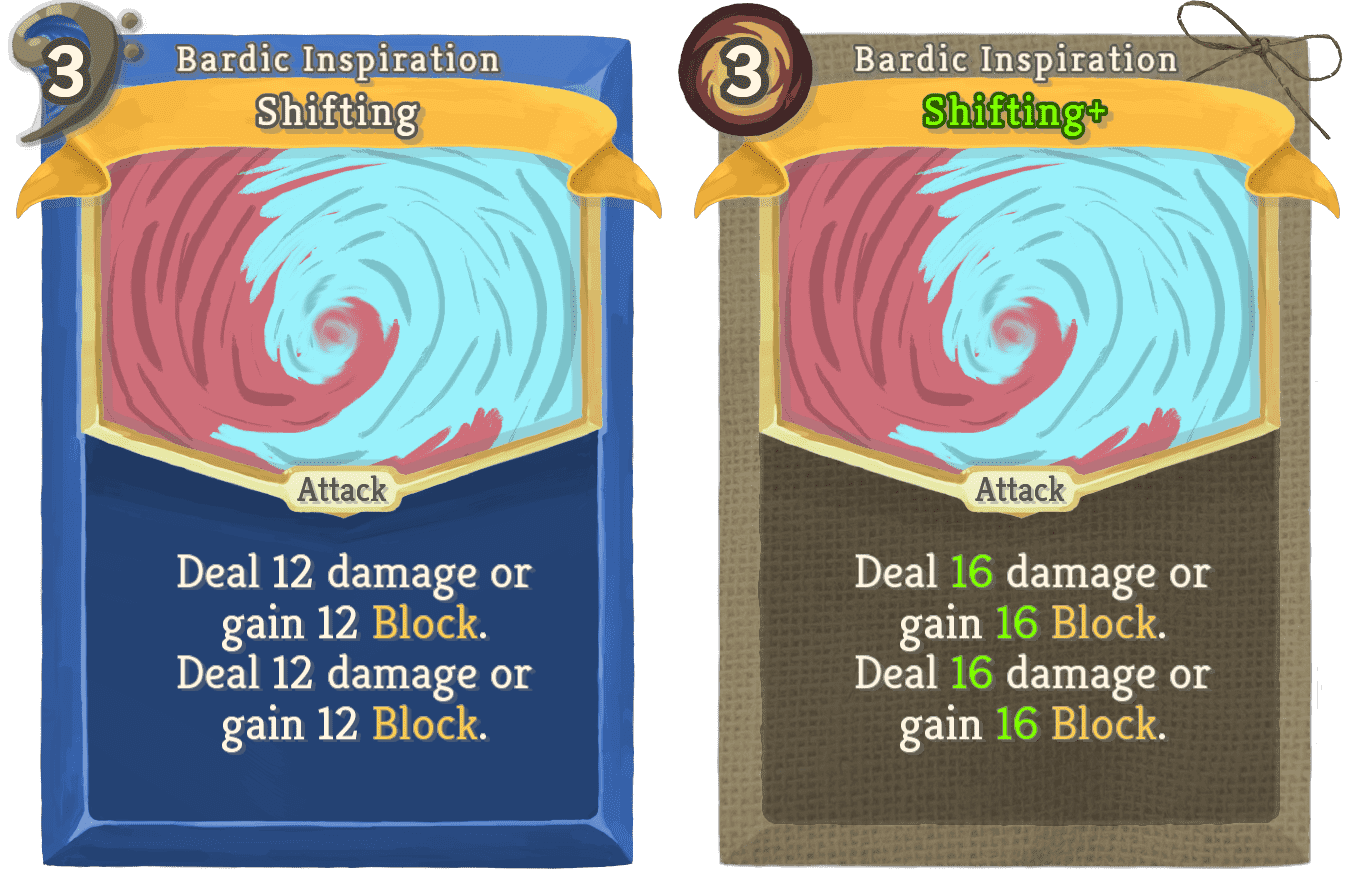 3
Bardic Inspiration
Shifting
Attack
Deal 12 damage or
gain 12 Block.
Deal 12 damage or
gain 12 Block.
3
Bardic Inspiration
Shifting+
Attack
Deal 16 damage or
gain 16 Block.
Deal 16 damage or
gain 16 Block.